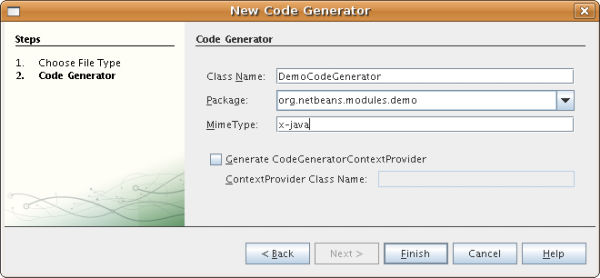 New Code Generator
Steps
1. Choose File Type
2. Code Generator
Code Generator
Class Name: DemoCodeGenerator
Package: org.netbeans.modules.demo
MimeType: x-java
Generate CodeGeneratorContextProvider
ContextProvider Class Name:
< Back Next > Finish Cancel Help